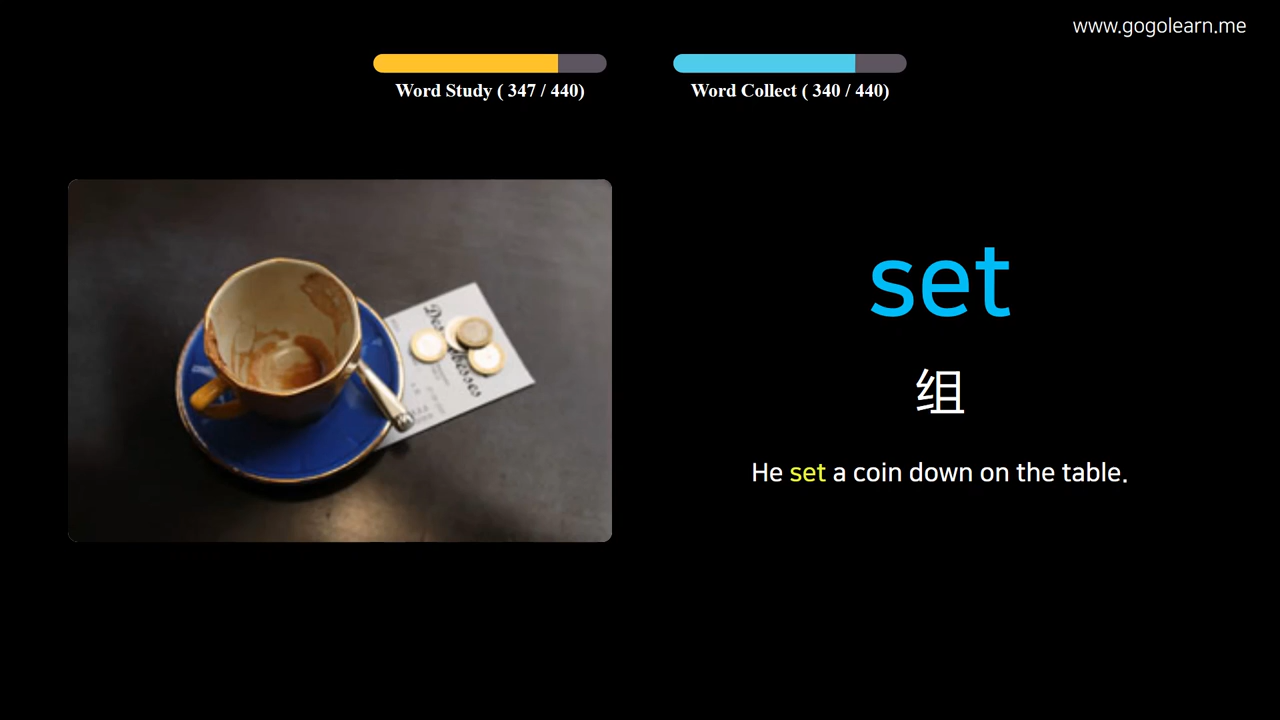 www.gogolearn.me
Word Study ( 347 / 440)
Word Collect ( 340 / 440)
set
组
He set a coin down on the table.